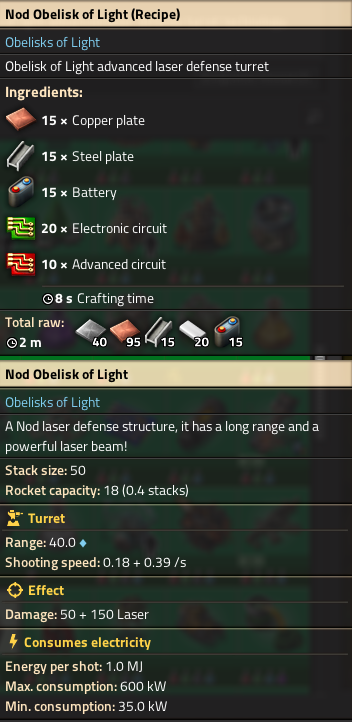 Nod Obelisk of Light (Recipe)
Obelisks of Light
Obelisk of Light advanced laser defense turret
Ingredients:
15 × Copper plate
15 × Steel plate
15 × Battery
20 × Electronic circuit
10 × Advanced circuit
8 s Crafting time
Total raw:
2 m 40 95 15 20 15
Nod Obelisk of Light
Obelisks of Light
A Nod laser defense structure, it has a long range and a
powerful laser beam!
Stack size: 50
Rocket capacity: 18 (0.4 stacks)
Turret
Range: 40.0
Shooting speed: 0.18 + 0.39 /s
Effect
Damage: 50 + 150 Laser
Consumes electricity
Energy per shot: 1.0 MJ
Max. consumption: 600 kW
Min. consumption: 35.0 kW